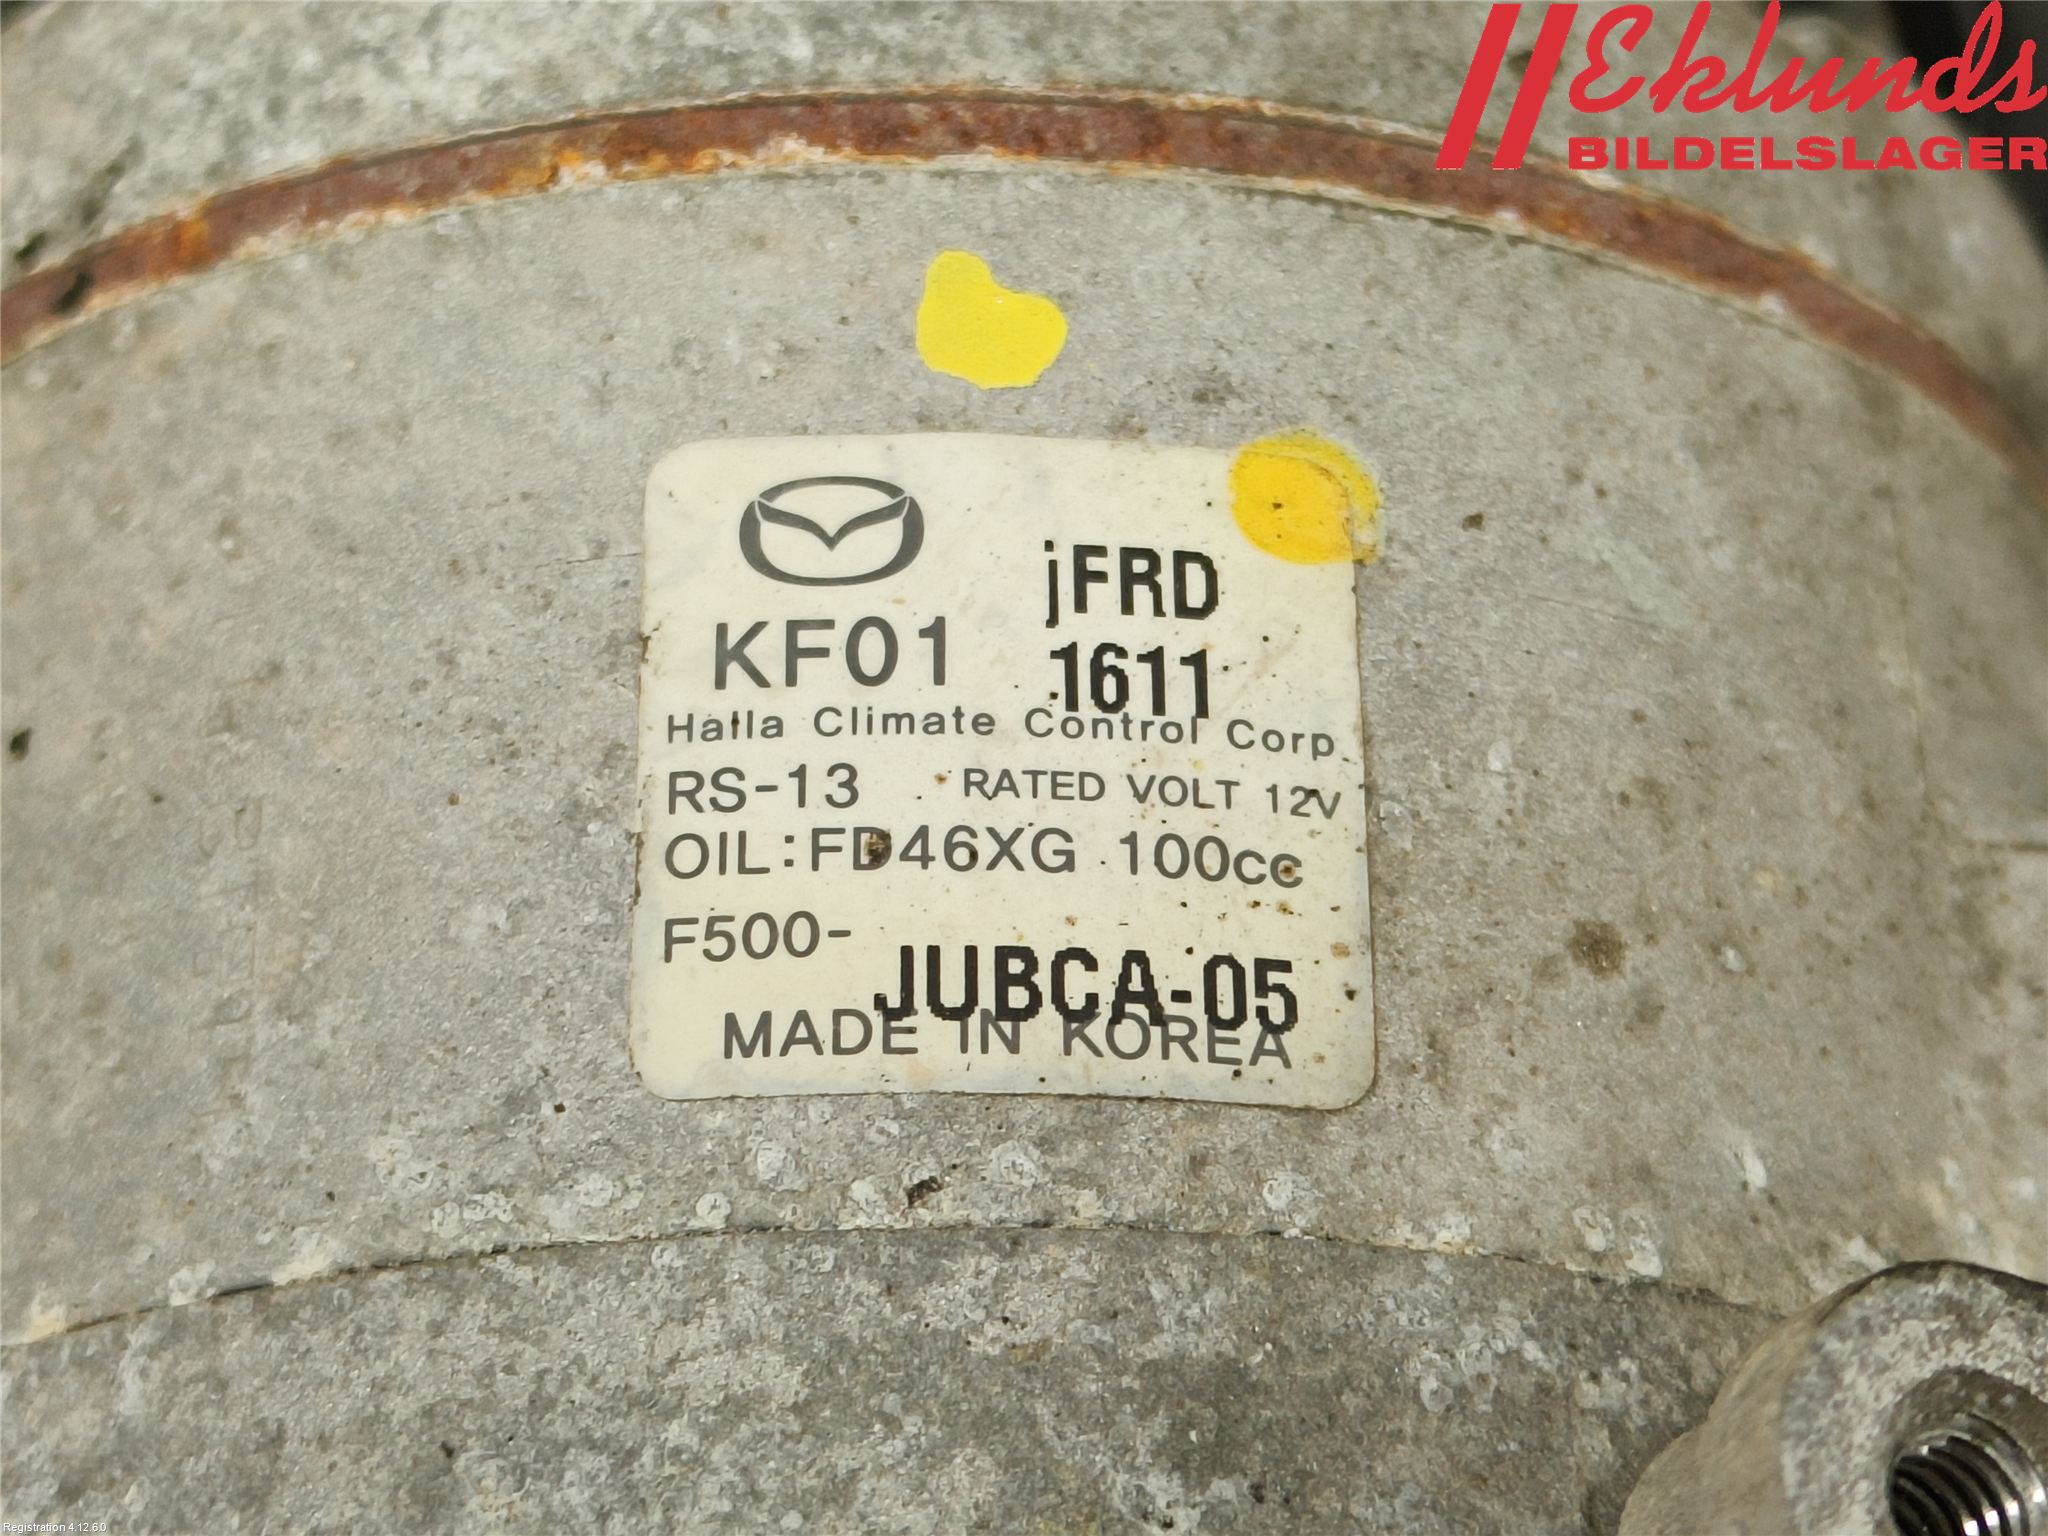 Eklunds
BILDELSLAGER
jFRD
KF01
1611
Halla Climate Control Corp
RS-13 RATED VOLT 12V
OIL:FD46XG 100cc
F500-
JUBCA-05
MADE IN KOREA
Registration 4.12.6.0